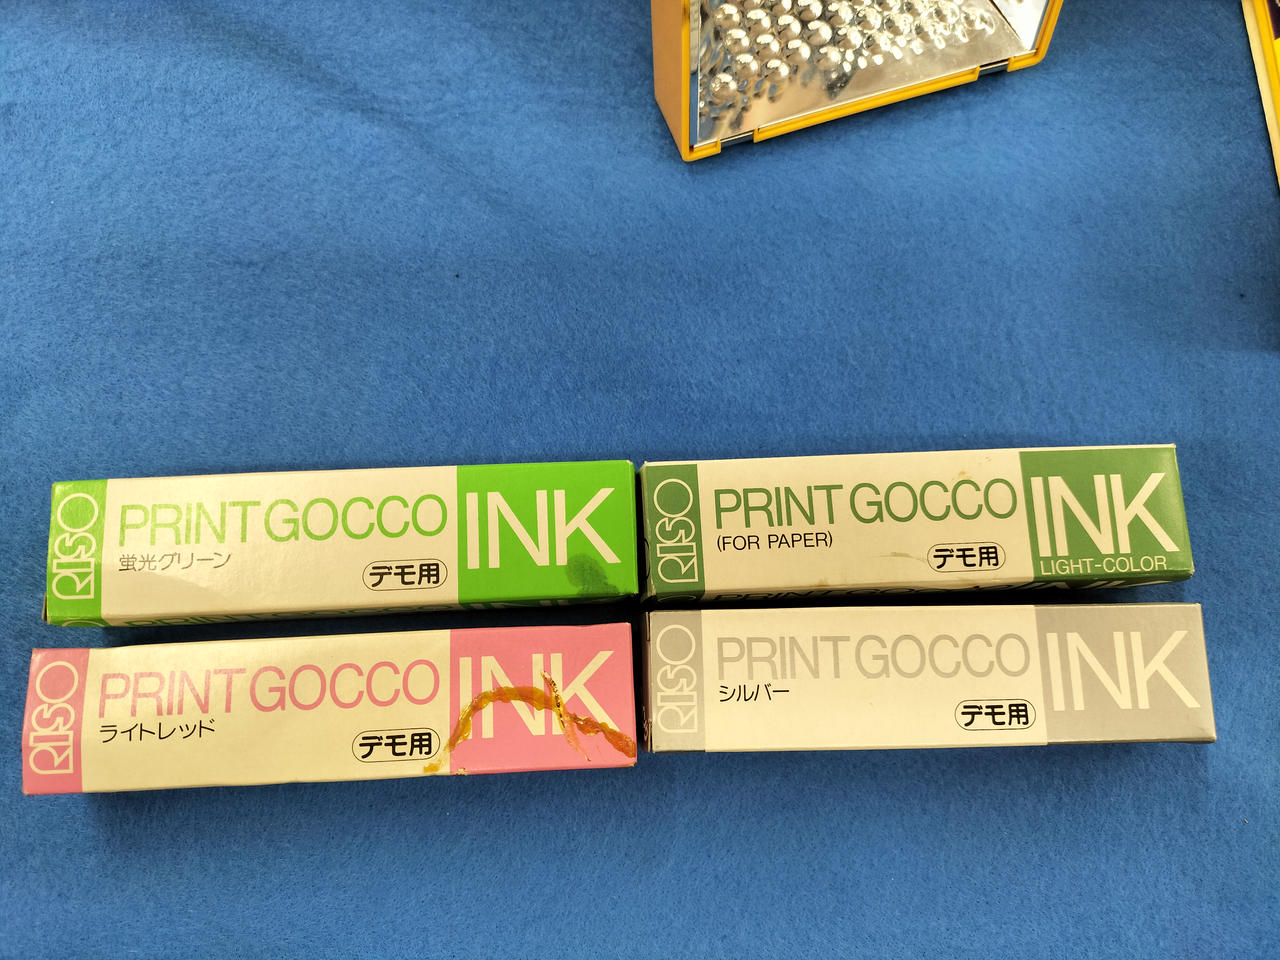 RISO
PRINT GOCCO
INK
蛍光グリーン
デモ用
RISO
PRINT GOCCO
INK
(FOR PAPER)
デモ用
LIGHT-COLOR
RISO
PRINT GOCCO
INK
ライトレッド
デモ用
RISO
PRINT GOCCO
INK
シルバー
デモ用